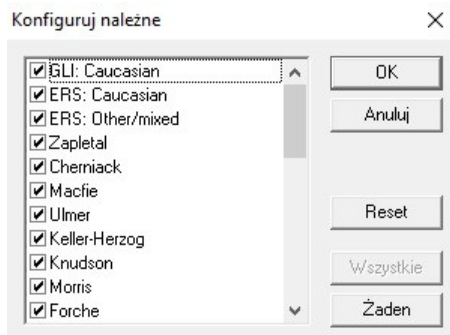 Konfiguruj należne
GLI: Caucasian
ERS: Caucasian
ERS: Other/mixed
Zapletal
Cherniack
Macfie
Ulmer
Keller-Herzog
Knudson
Morris
Forche
OK
Anuluj
Reset
Wszystkie
Żaden